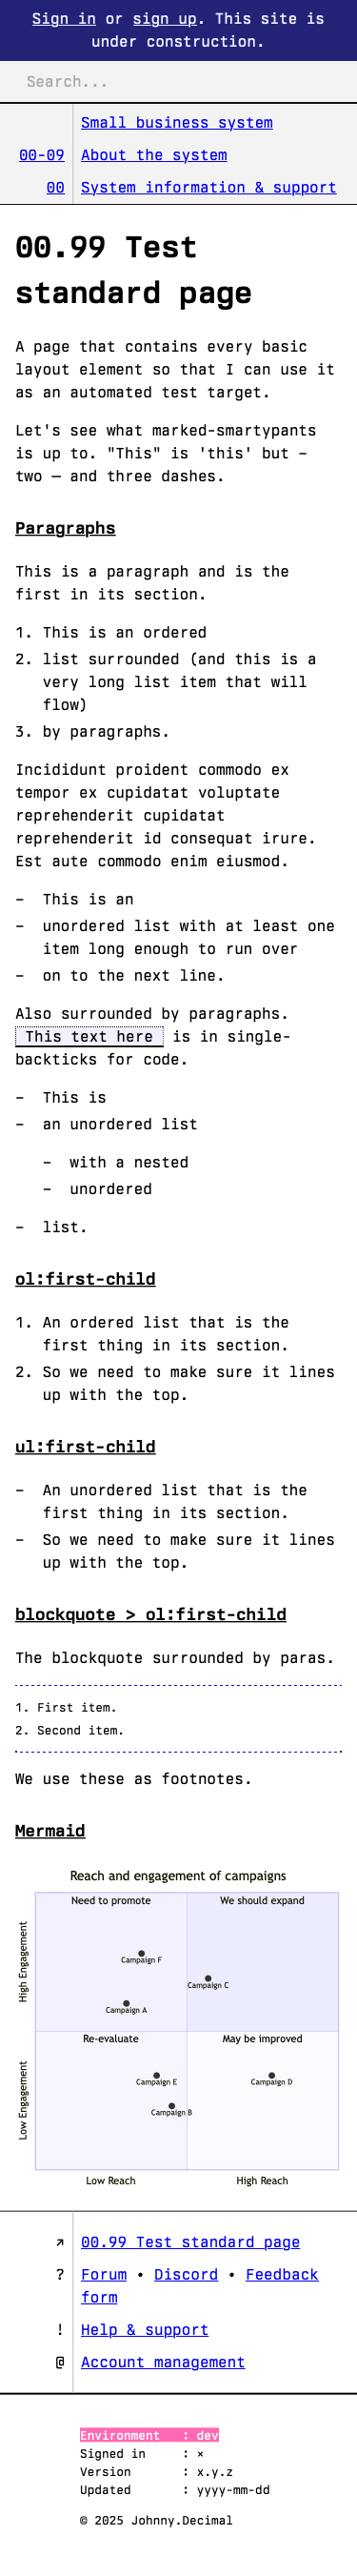 Sign in or sign up. This site is
under construction.
Search...
Small business system
00-09 About the system
00 System information & support
00.99 Test
standard page
A page that contains every basic
layout element so that I can use it
as an automated test target.
Let's see what marked-smartypants
is up to. "This" is 'this' but –
two — and three dashes.
Paragraphs
This is a paragraph and is the
first in its section.
1. This is an ordered
2. list surrounded (and this is a
very long list item that will
flow)
3. by paragraphs.
Incididunt proident commodo ex
tempor ex cupidatat voluptate
reprehenderit cupidatat
reprehenderit id consequat irure.
Est aute commodo enim eiusmod.
– This is an
– unordered list with at least one
item long enough to run over
– on to the next line.
Also surrounded by paragraphs.
This text here is in single-
backticks for code.
– This is
– an unordered list
– with a nested
– unordered
– list.
ol:first-child
1. An ordered list that is the
first thing in its section.
2. So we need to make sure it lines
up with the top.
ul:first-child
– An unordered list that is the
first thing in its section.
– So we need to make sure it lines
up with the top.
blockquote > ol:first-child
The blockquote surrounded by paras.
1. First item.
2. Second item.
We use these as footnotes.
Mermaid
Reach and engagement of campaigns
Need to promote
We should expand
High Engagement
Campaign F
Campaign C
Campaign A
Re-evaluate
May be improved
Low Engagement
Campaign E
Campaign D
Campaign B
Low Reach
High Reach
↗ 00.99 Test standard page
? Forum • Discord • Feedback
form
! Help & support
@ Account management
Environment : dev
Signed in : ×
Version : x.y.z
Updated : yyyy-mm-dd
© 2025 Johnny.Decimal